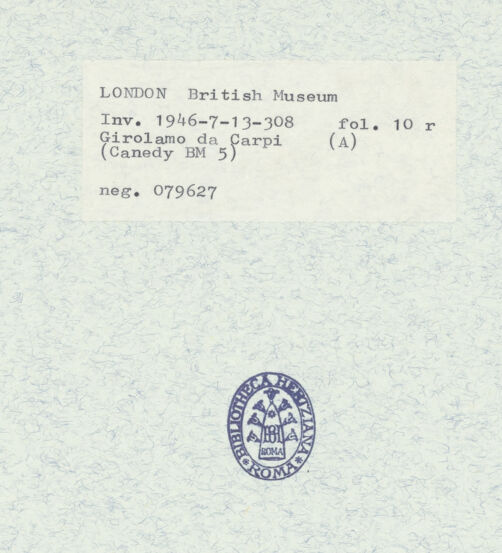 LONDON British Museum
Inv. 1946-7-13-308 fol. 10 r
Girolamo da Carpi (A)
(Canedy BM 5)
neg. 079627
BIBLIOTHECA HERTZIANA
BH
ROMA
* ROMA *